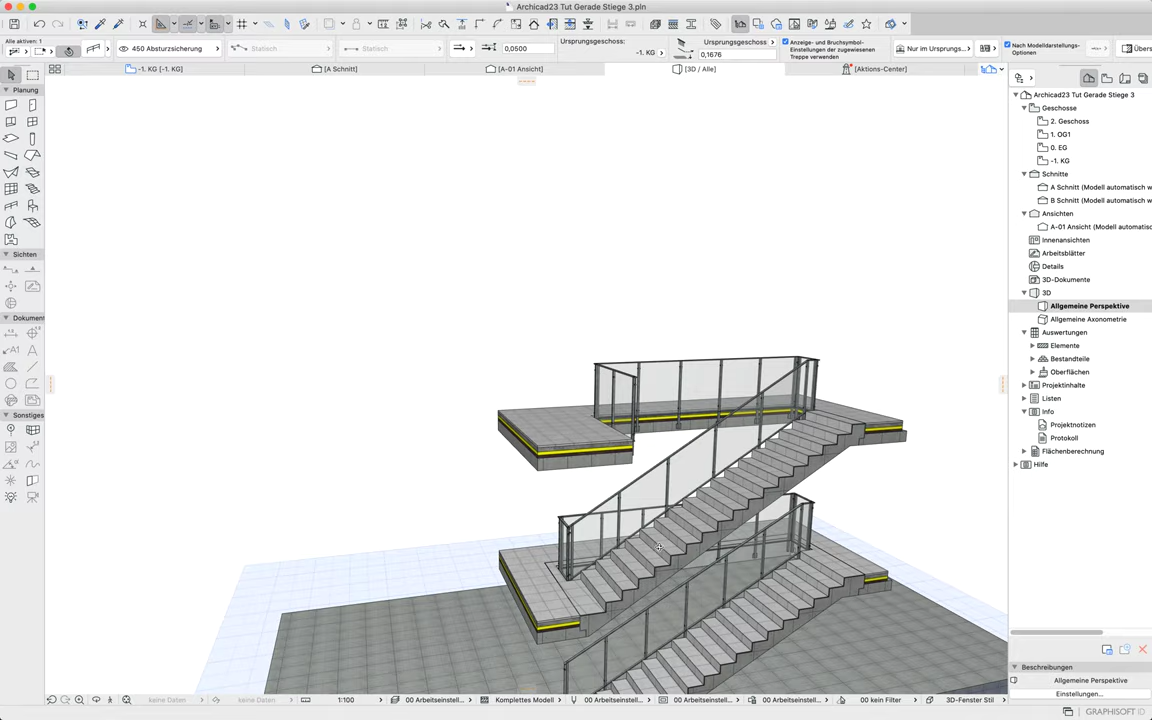 Archicad23 Tut Gerade Stiege 3.pln
Alle aktiven: 1
450 Absturzsicherung
Statisch
Statisch
0,0500
Ursprungsgeschoss:
-1. KG
Ursprungsgeschoss
0,1676
Anzeige- und Bruchsymbol-
Einstellungen der zugewiesenen
Treppe verwenden
Nur im Ursprungs...
Nach Modelldarstellungs-
Optionen
Übers
-1. KG [-1. KG]
[A Schnitt]
[A-01 Ansicht]
[3D / Alle]
[Aktions-Center]
Planung
Sichten
Dokument
Sonstiges
Archicad23 Tut Gerade Stiege 3
Geschosse
2. Geschoss
1. OG1
0. EG
-1. KG
Schnitte
A Schnitt (Modell automatisch w
B Schnitt (Modell automatisch w
Ansichten
A-01 Ansicht (Modell automatisc
Innenansichten
Arbeitsblätter
Details
3D-Dokumente
3D
Allgemeine Perspektive
Allgemeine Axonometrie
Auswertungen
Elemente
Bestandteile
Oberflächen
Projektinhalte
Listen
Info
Projektnotizen
Protokoll
Flächenberechnung
Hilfe
Beschreibungen
Allgemeine Perspektive
Einstellungen...
keine Daten
keine Daten
1:100
00 Arbeitseinstell...
Komplettes Modell
00 Arbeitseinstell...
00 Arbeitseinstell...
00 Arbeitseinstell...
00 kein Filter
3D-Fenster Stil
GRAPHISOFT ID